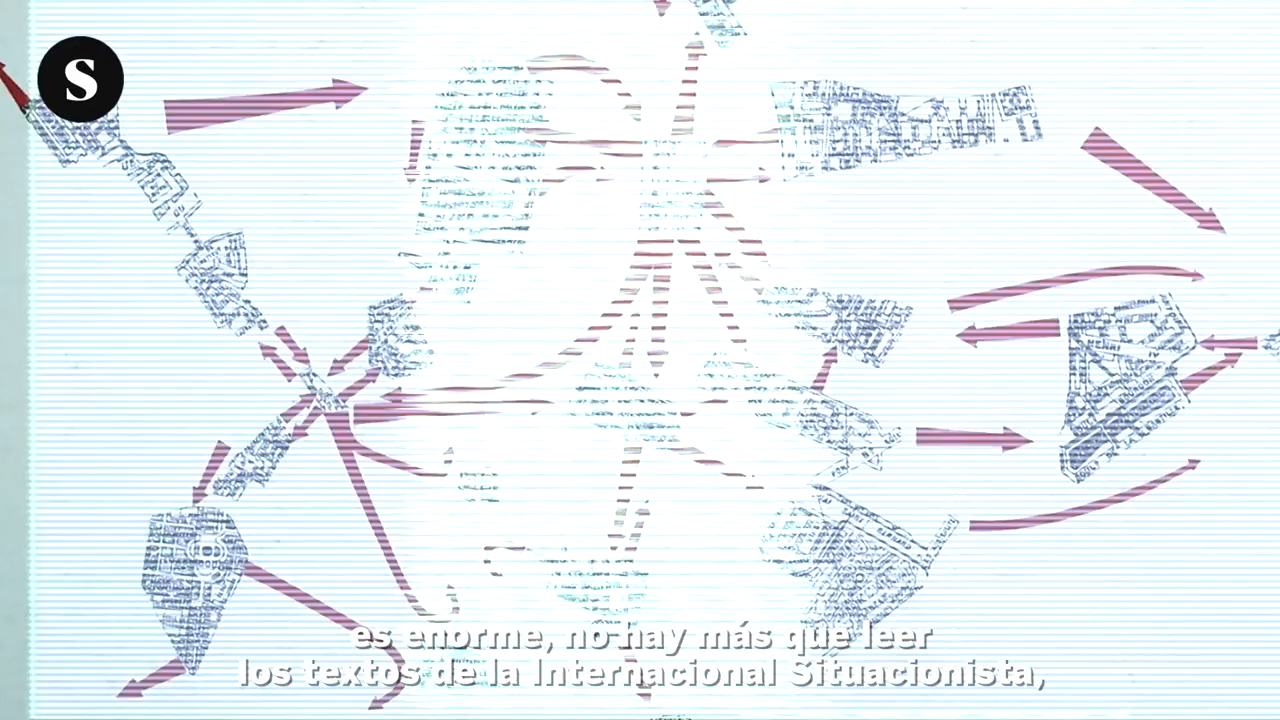 S
es enorme, no hay más que leer
los textos de la Internacional Situacionista,